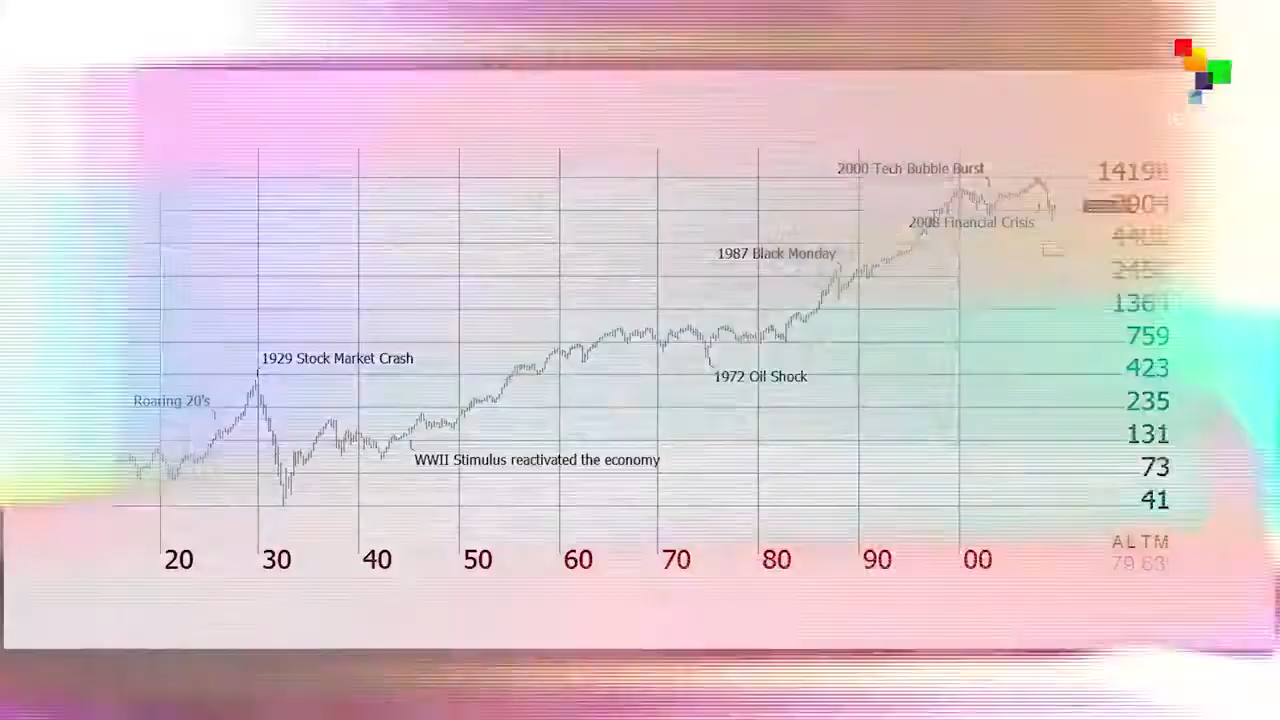 2000 Tech Bubble Burst
2008 Financial Crisis
1987 Black Monday
759
1929 Stock Market Crash
423
1972 Oil Shock
Roaring 20's
235
131
WWII Stimulus reactivated the economy
73
41
ALTM
20 30 40 50 60 70 80 90 00